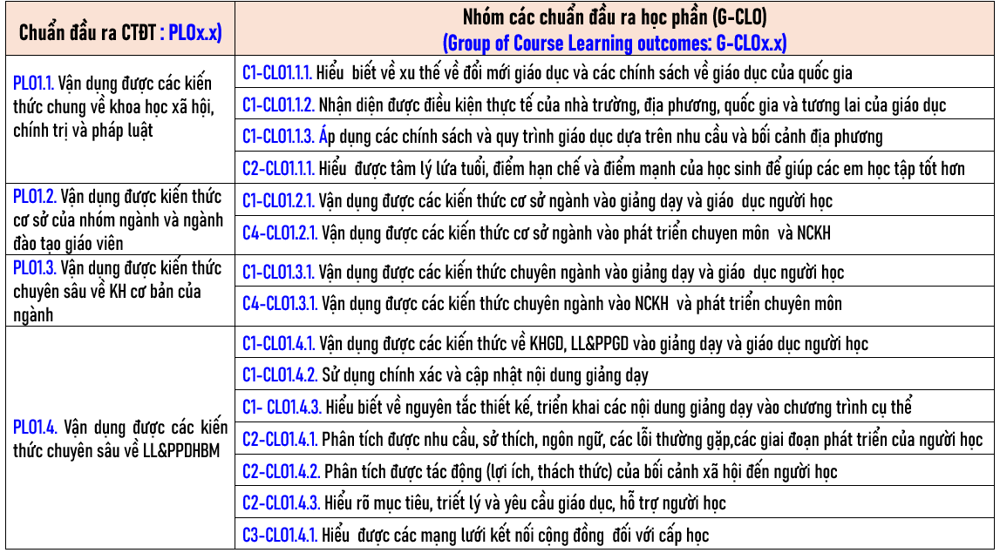 Chuẩn đầu ra CTĐT : PLOx.x)
Nhóm các chuẩn đầu ra học phần (G-CLO)
(Group of Course Learning outcomes: G-CLOx.x)
PLO1.1. Vận dụng được các kiến
thức chung về khoa học xã hội,
chính trị và pháp luật
C1-CLO1.1.1. Hiểu biết về xu thế về đổi mới giáo dục và các chính sách về giáo dục của quốc gia
C1-CLO1.1.2. Nhận diện được điều kiện thực tế của nhà trường, địa phương, quốc gia và tương lai của giáo dục
C1-CLO1.1.3. Áp dụng các chính sách và quy trình giáo dục dựa trên nhu cầu và bối cảnh địa phương
C2-CLO1.1.1. Hiểu được tâm lý lứa tuổi, điểm hạn chế và điểm mạnh của học sinh để giúp các em học tập tốt hơn
PLO1.2. Vận dụng được kiến thức
cơ sở của nhóm ngành và ngành
đào tạo giáo viên
C1-CLO1.2.1. Vận dụng được các kiến thức cơ sở ngành vào giảng dạy và giáo dục người học
C4-CLO1.2.1. Vận dụng được các kiến thức cơ sở ngành vào phát triển chuyen môn và NCKH
PLO1.3. Vận dụng được kiến thức
chuyên sâu về KH cơ bản của
ngành
C1-CLO1.3.1. Vận dụng được các kiến thức chuyên ngành vào giảng dạy và giáo dục người học
C4-CLO1.3.1. Vận dụng được các kiến thức chuyên ngành vào NCKH và phát triển chuyên môn
PLO1.4. Vận dụng được các kiến
thức chuyên sâu về LL&PPDHBM
C1-CLO1.4.1. Vận dụng được các kiến thức về KHGD, LL&PPGD vào giảng dạy và giáo dục người học
C1-CLO1.4.2. Sử dụng chính xác và cập nhật nội dung giảng dạy
C1- CLO1.4.3. Hiểu biết về nguyên tắc thiết kế, triển khai các nội dung giảng dạy vào chương trình cụ thể
C2-CLO1.4.1. Phân tích được nhu cầu, sở thích, ngôn ngữ, các lỗi thường gặp,các giai đoạn phát triển của người học
C2-CLO1.4.2. Phân tích được tác động (lợi ích, thách thức) của bối cảnh xã hội đến người học
C2-CLO1.4.3. Hiểu rõ mục tiêu, triết lý và yêu cầu giáo dục, hỗ trợ người học
C3-CLO1.4.1. Hiểu được các mạng lưới kết nối cộng đồng đối với cấp học